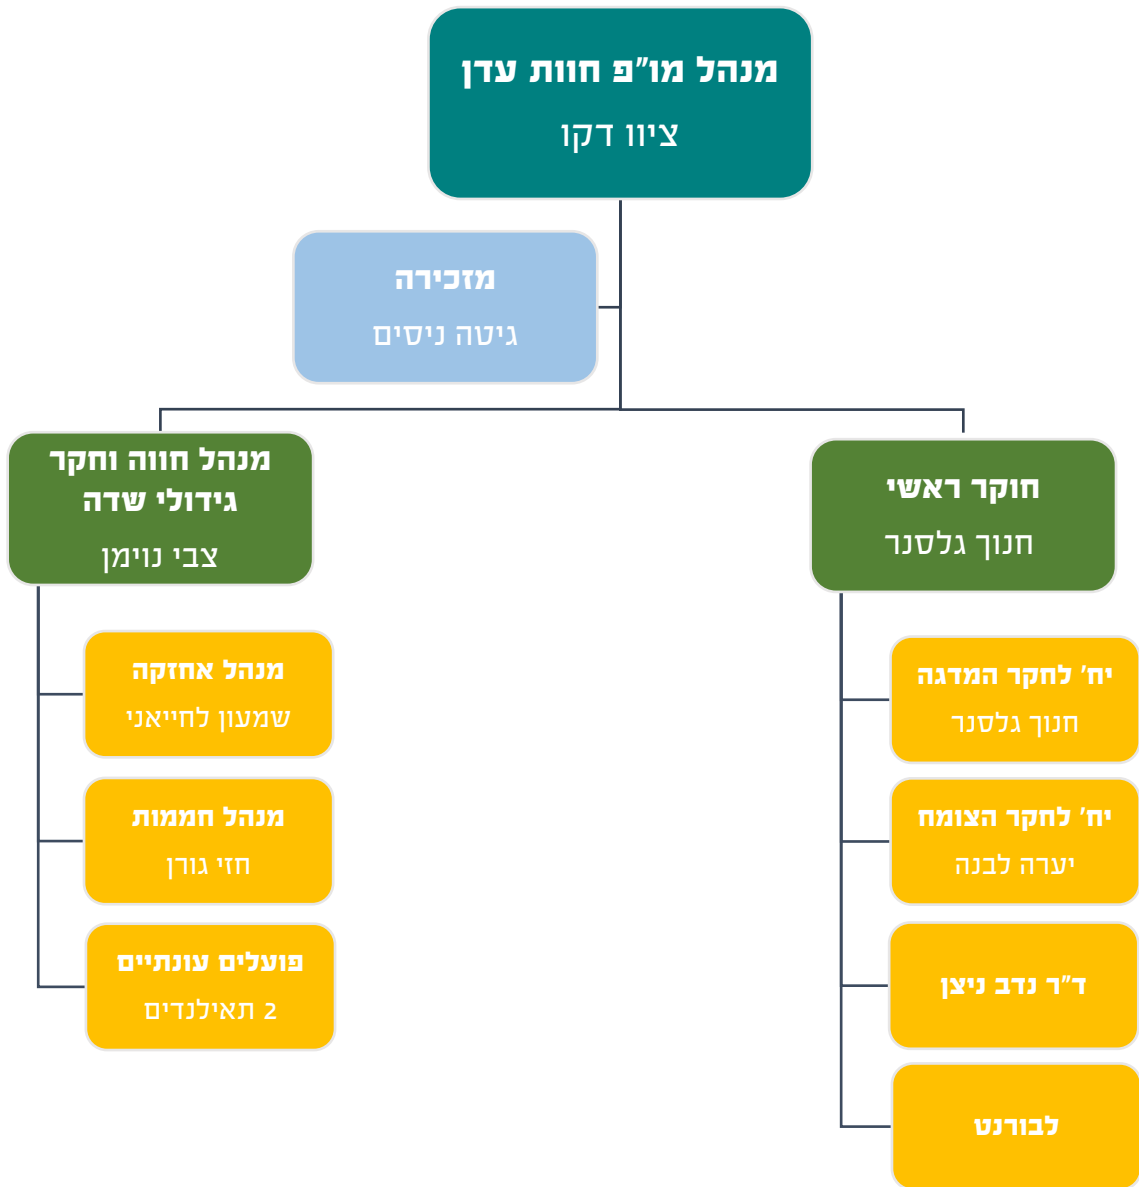 מנהל מו"פ חוות עדן
ציוו דקו
מזכירה
גיטה ניסים
חוקר ראשי
חנוך גלסנר
יח' לחקר המדגה
חנוך גלסנר
יח' לחקר הצומח
יערה לבנה
ד"ר נדב ניצן
לבורנט
מנהל חווה וחקר
גידולי שדה
צבי נוימן
מנהל אחזקה
שמעון לחייאני
מנהל חממות
חזי גורן
פועלים עונתיים
2 תאילנדים